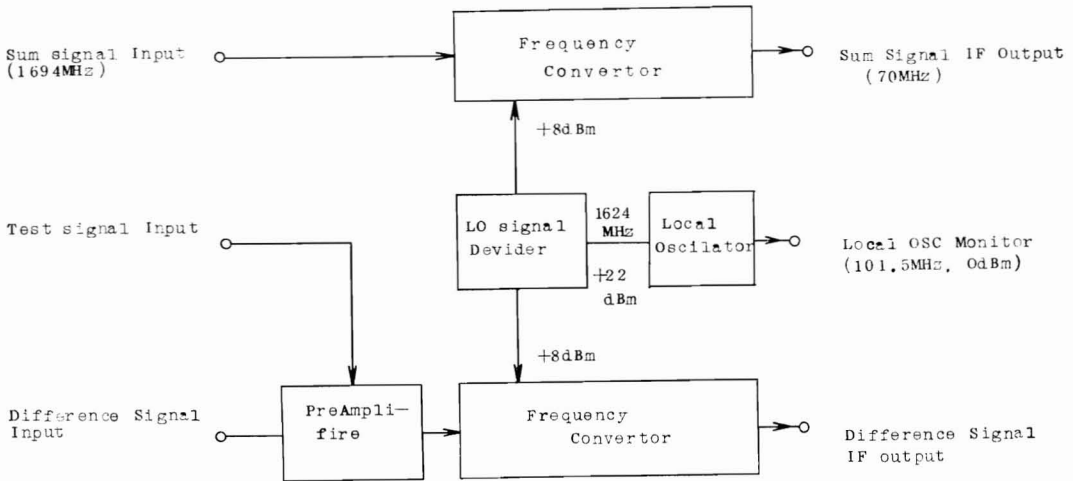 Sum signal Input
(1694MHz)
Frequency
Convertor
Sum Signal IF Output
(70MHz)
+8dBm
Test signal Input
LO signal
Devider
1624
MHz
+22
dBm
Local
Oscilator
Local OSC Monitor
(101.5MHz, 0dBm)
+8dBm
Difference Signal
Input
PreAmpli-
fire
Frequency
Convertor
Difference Signal
IF output